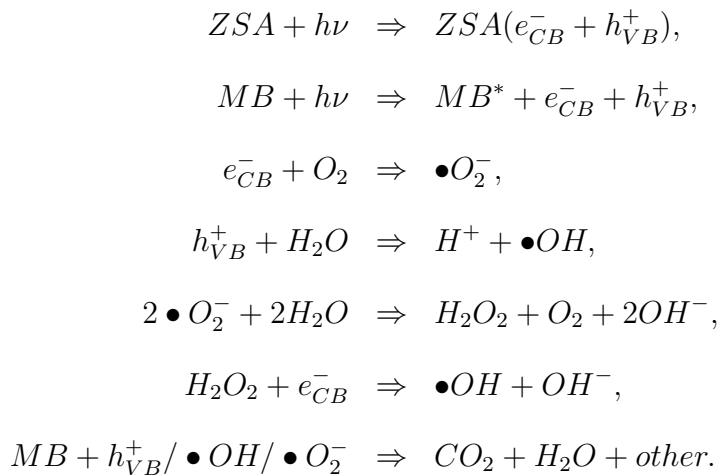 ZSA + hν ⇒ ZSA(e⁻_CB + h⁺_VB),
MB + hν ⇒ MB* + e⁻_CB + h⁺_VB,
e⁻_CB + O₂ ⇒ •O₂⁻,
h⁺_VB + H₂O ⇒ H⁺ + •OH,
2 • O₂⁻ + 2H₂O ⇒ H₂O₂ + O₂ + 2OH⁻,
H₂O₂ + e⁻_CB ⇒ •OH + OH⁻,
MB + h⁺_VB/ • OH/ • O₂⁻ ⇒ CO₂ + H₂O + other.